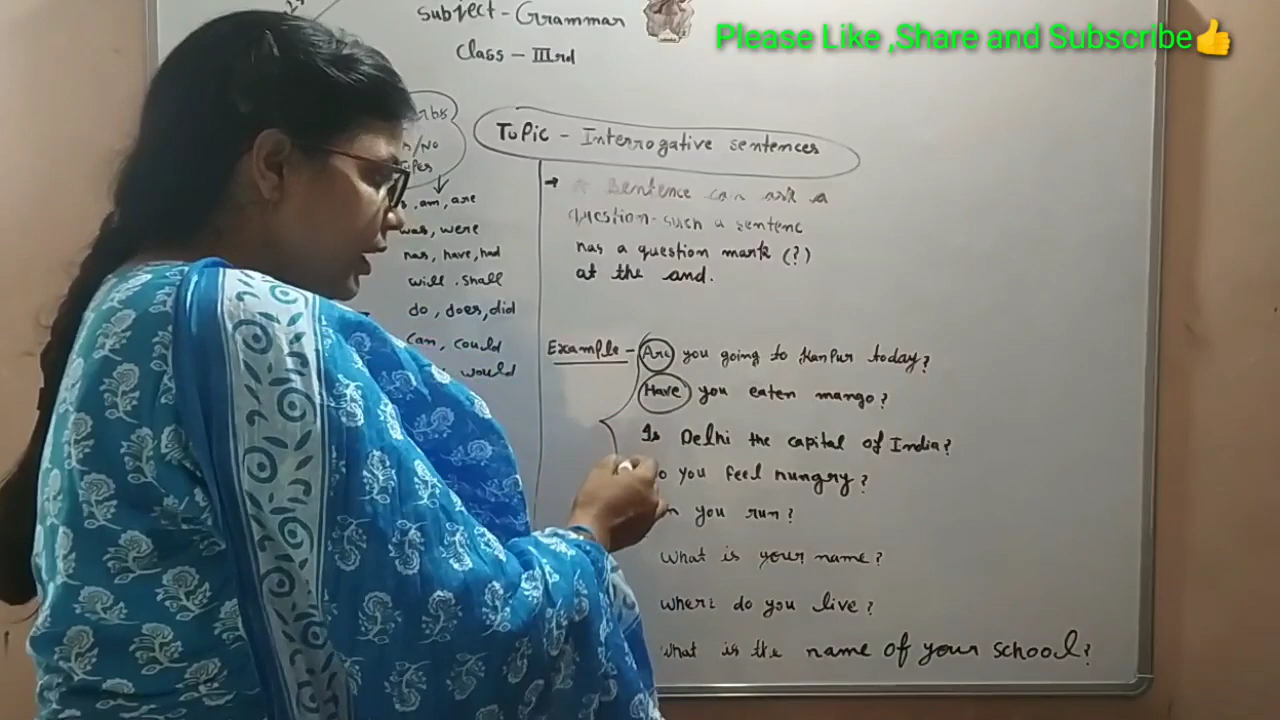 Subject - Grammar
Class - IIIrd
Please Like ,Share and Subscribe👍
Topic - Interrogative sentences
/No
am, are
was, were
has, have, had
will, shall
do, does, did
can, could
would
→ A Sentence can ask a
question. such a sentenc
has a question mark (?)
at the and.
Example - Are you going to Kanpur today?
Have you eaten mango?
Is Delhi the capital of India?
you feel hungry?
you run?
What is your name?
Where do you live?
What is the name of your school?